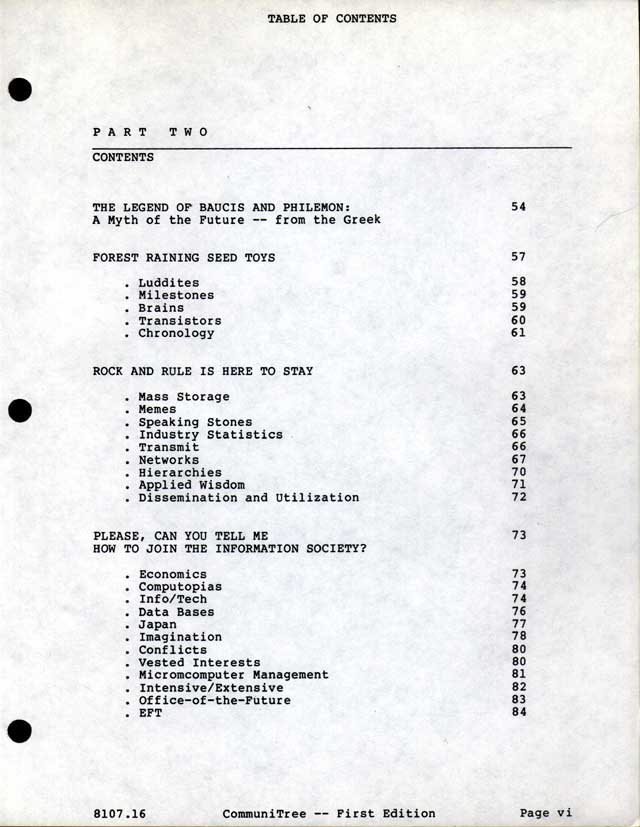 TABLE OF CONTENTS
P A R T   T W O
CONTENTS
THE LEGEND OF BAUCIS AND PHILEMON: 54
A Myth of the Future -- from the Greek
FOREST RAINING SEED TOYS 57
. Luddites 58
. Milestones 59
. Brains 59
. Transistors 60
. Chronology 61
ROCK AND RULE IS HERE TO STAY 63
. Mass Storage 63
. Memes 64
. Speaking Stones 65
. Industry Statistics 66
. Transmit 66
. Networks 67
. Hierarchies 70
. Applied Wisdom 71
. Dissemination and Utilization 72
PLEASE, CAN YOU TELL ME 73
HOW TO JOIN THE INFORMATION SOCIETY?
. Economics 73
. Computopias 74
. Info/Tech 74
. Data Bases 76
. Japan 77
. Imagination 78
. Conflicts 80
. Vested Interests 80
. Micromcomputer Management 81
. Intensive/Extensive 82
. Office-of-the-Future 83
. EFT 84
8107.16 CommuniTree -- First Edition Page vi